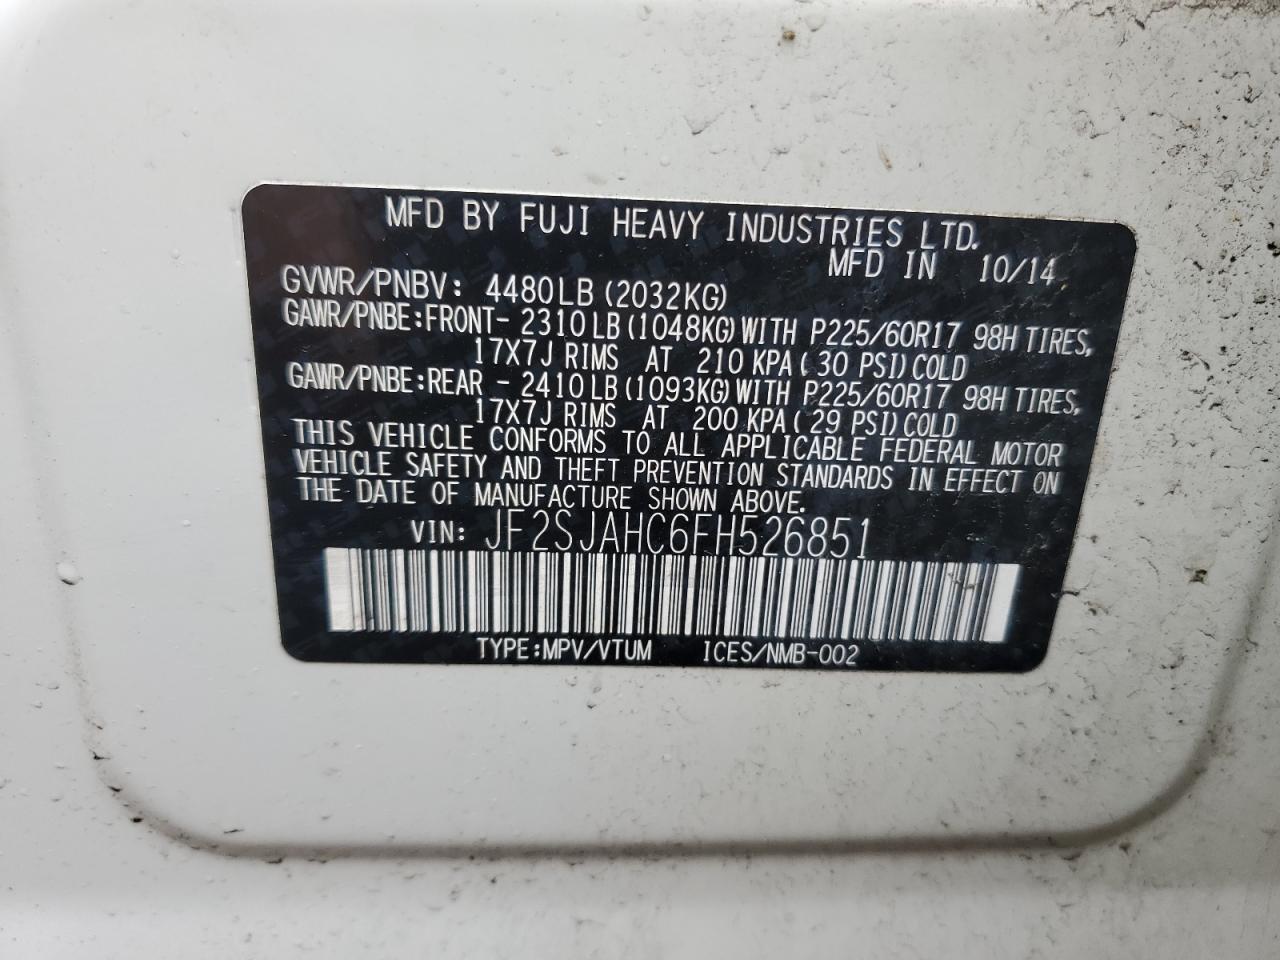 MFD BY FUJI HEAVY INDUSTRIES LTD.
MFD IN 10/14
GVWR/PNBV: 4480LB (2032KG)
GAWR/PNBE:FRONT- 2310LB (1048KG) WITH P225/60R17 98H TIRES,
17X7J RIMS AT 210 KPA ( 30 PSI) COLD
GAWR/PNBE:REAR - 2410LB (1093KG) WITH P225/60R17 98H TIRES,
17X7J RIMS AT 200 KPA ( 29 PSI) COLD
THIS VEHICLE CONFORMS TO ALL APPLICABLE FEDERAL MOTOR
VEHICLE SAFETY AND THEFT PREVENTION STANDARDS IN EFFECT ON
THE DATE OF MANUFACTURE SHOWN ABOVE.
VIN: JF2SJAHC6FH526851
TYPE:MPV/VTUM ICES/NMB-002